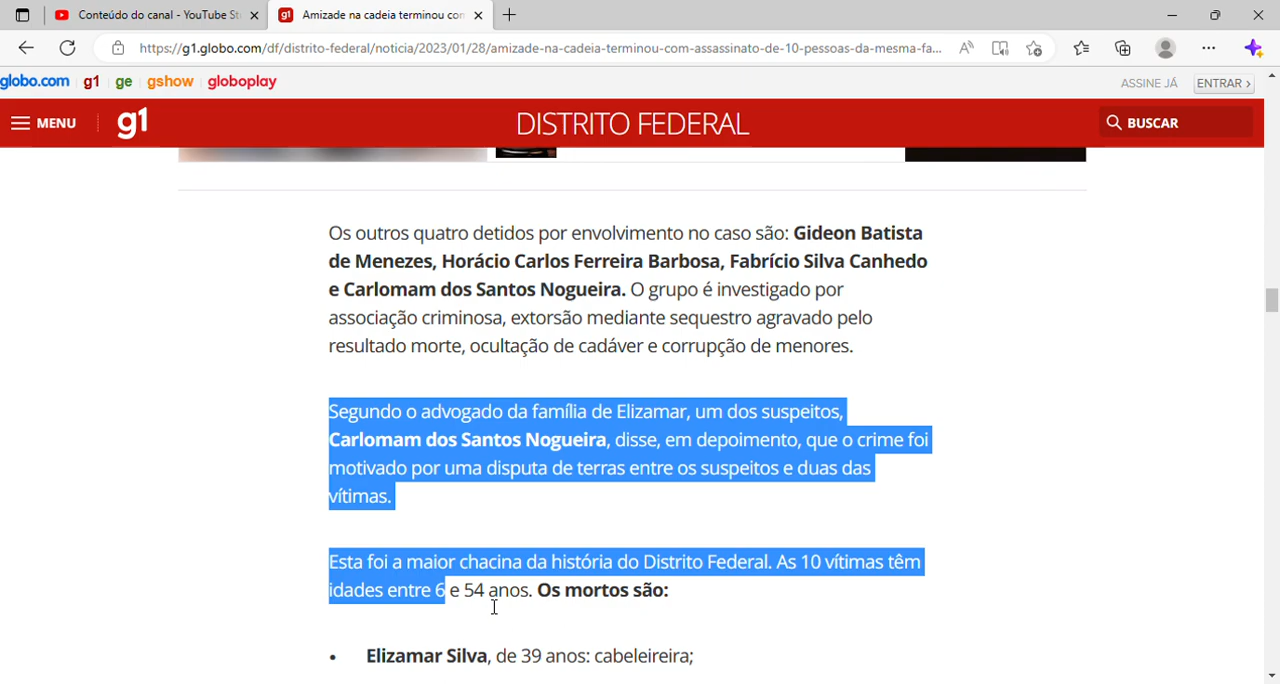 Conteúdo do canal - YouTube St
Amizade na cadeia terminou con
https://g1.globo.com/df/distrito-federal/noticia/2023/01/28/amizade-na-cadeia-terminou-com-assassinato-de-10-pessoas-da-mesma-fa...
globo.com g1 ge gshow globoplay
ASSINE JÁ ENTRAR ›
MENU g1 DISTRITO FEDERAL BUSCAR
Os outros quatro detidos por envolvimento no caso são: Gideon Batista
de Menezes, Horácio Carlos Ferreira Barbosa, Fabrício Silva Canhedo
e Carlomam dos Santos Nogueira. O grupo é investigado por
associação criminosa, extorsão mediante sequestro agravado pelo
resultado morte, ocultação de cadáver e corrupção de menores.
Segundo o advogado da família de Elizamar, um dos suspeitos,
Carlomam dos Santos Nogueira, disse, em depoimento, que o crime foi
motivado por uma disputa de terras entre os suspeitos e duas das
vítimas.
Esta foi a maior chacina da história do Distrito Federal. As 10 vítimas têm
idades entre 6 e 54 anos. Os mortos são:
• Elizamar Silva, de 39 anos: cabeleireira;